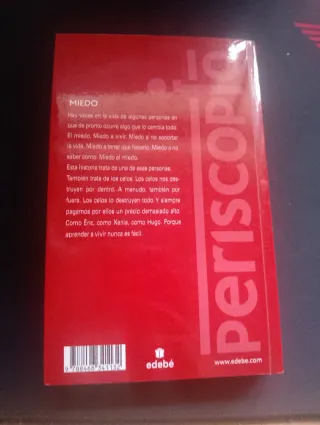 MIEDO
Hay veces en la vida de algunas personas en
que de pronto ocurre algo que lo cambia todo.
El miedo. Miedo a vivir. Miedo a no soportar
la vida. Miedo a tener que hacerlo. Miedo a no
saber cómo. Miedo al miedo.
Esta historia trata de una de esas personas.
También trata de los celos. Los celos nos des-
truyen por dentro. A menudo, también por
fuera. Los celos lo destruyen todo. Y siempre
pagamos por ellos un precio demasiado alto.
Como Èric, como Xènia, como Hugo. Porque
aprender a vivir nunca es fácil.
Periscopio
edebé
www.edebe.com